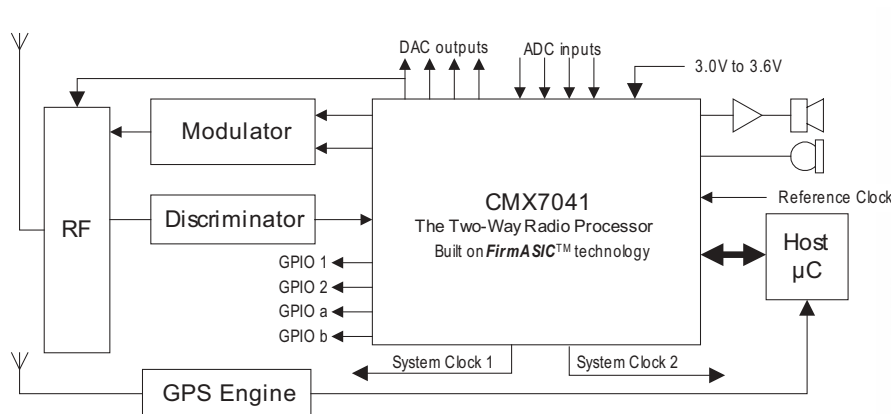 DAC outputs
ADC inputs
3.0V to 3.6V
Modulator
CMX7041
The Two-Way Radio Processor
Built on FirmASIC™ technology
Reference Clock
RF
Discriminator
Host
µC
GPIO 1
GPIO 2
GPIO a
GPIO b
System Clock 1
System Clock 2
GPS Engine